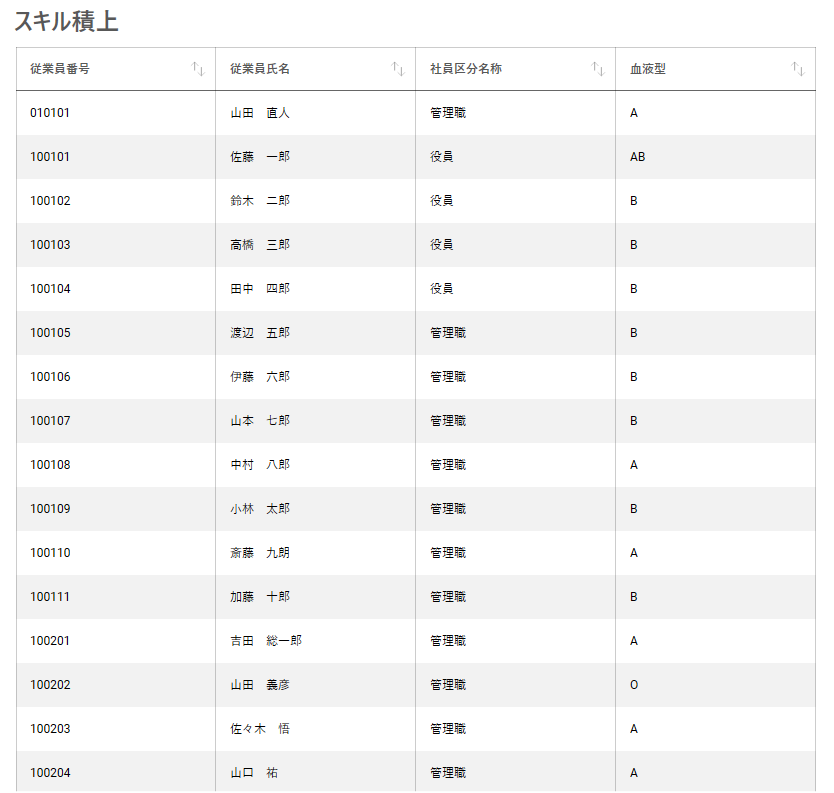 スキル積上
従業員番号 従業員氏名 社員区分名称 血液型
010101 山田　直人 管理職 A
100101 佐藤　一郎 役員 AB
100102 鈴木　二郎 役員 B
100103 高橋　三郎 役員 B
100104 田中　四郎 役員 B
100105 渡辺　五郎 管理職 B
100106 伊藤　六郎 管理職 B
100107 山本　七郎 管理職 B
100108 中村　八郎 管理職 A
100109 小林　太郎 管理職 B
100110 斎藤　九朗 管理職 A
100111 加藤　十郎 管理職 B
100201 吉田　総一郎 管理職 A
100202 山田　義彦 管理職 O
100203 佐々木　悟 管理職 A
100204 山口　祐 管理職 A